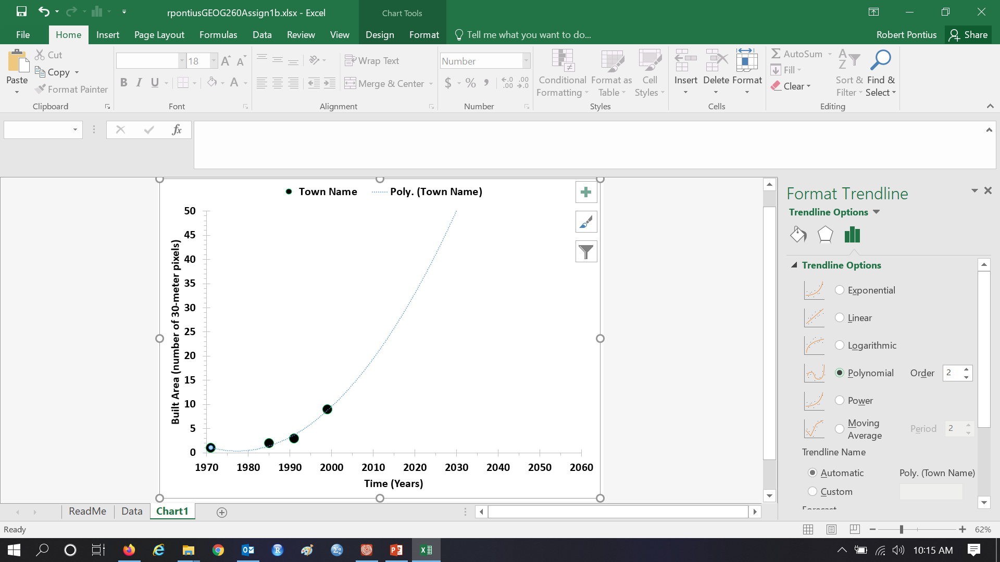 rpontiusGEOG260Assign1b.xlsx - Excel
Chart Tools
File Home Insert Page Layout Formulas Data Review View Design Format Tell me what you want to do... Robert Pontius Share
Cut
Copy
Format Painter
Paste
Clipboard
18
B I U A
Font
Wrap Text
Merge & Center
Alignment
Number
$ % , .00 .00
Number
Conditional Formatting
Format as Table
Cell Styles
Styles
Insert Delete Format
Cells
AutoSum
Fill
Clear
Sort & Filter
Find & Select
Editing
fx
Town Name Poly. (Town Name)
Built Area (number of 30-meter pixels)
50
45
40
35
30
25
20
15
10
5
0
1970 1980 1990 2000 2010 2020 2030 2040 2050 2060
Time (Years)
Format Trendline
Trendline Options
Trendline Options
Exponential
Linear
Logarithmic
Polynomial Order 2
Power
Moving Average Period 2
Trendline Name
Automatic Poly. (Town Name)
Custom
Forecast
ReadMe Data Chart1
Ready 62%
10:15 AM